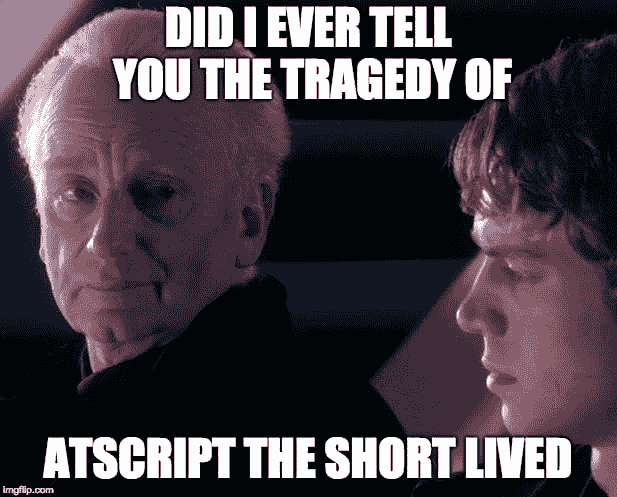 DID I EVER TELL
YOU THE TRAGEDY OF
ATSCRIPT THE SHORT LIVED
imgflip.com